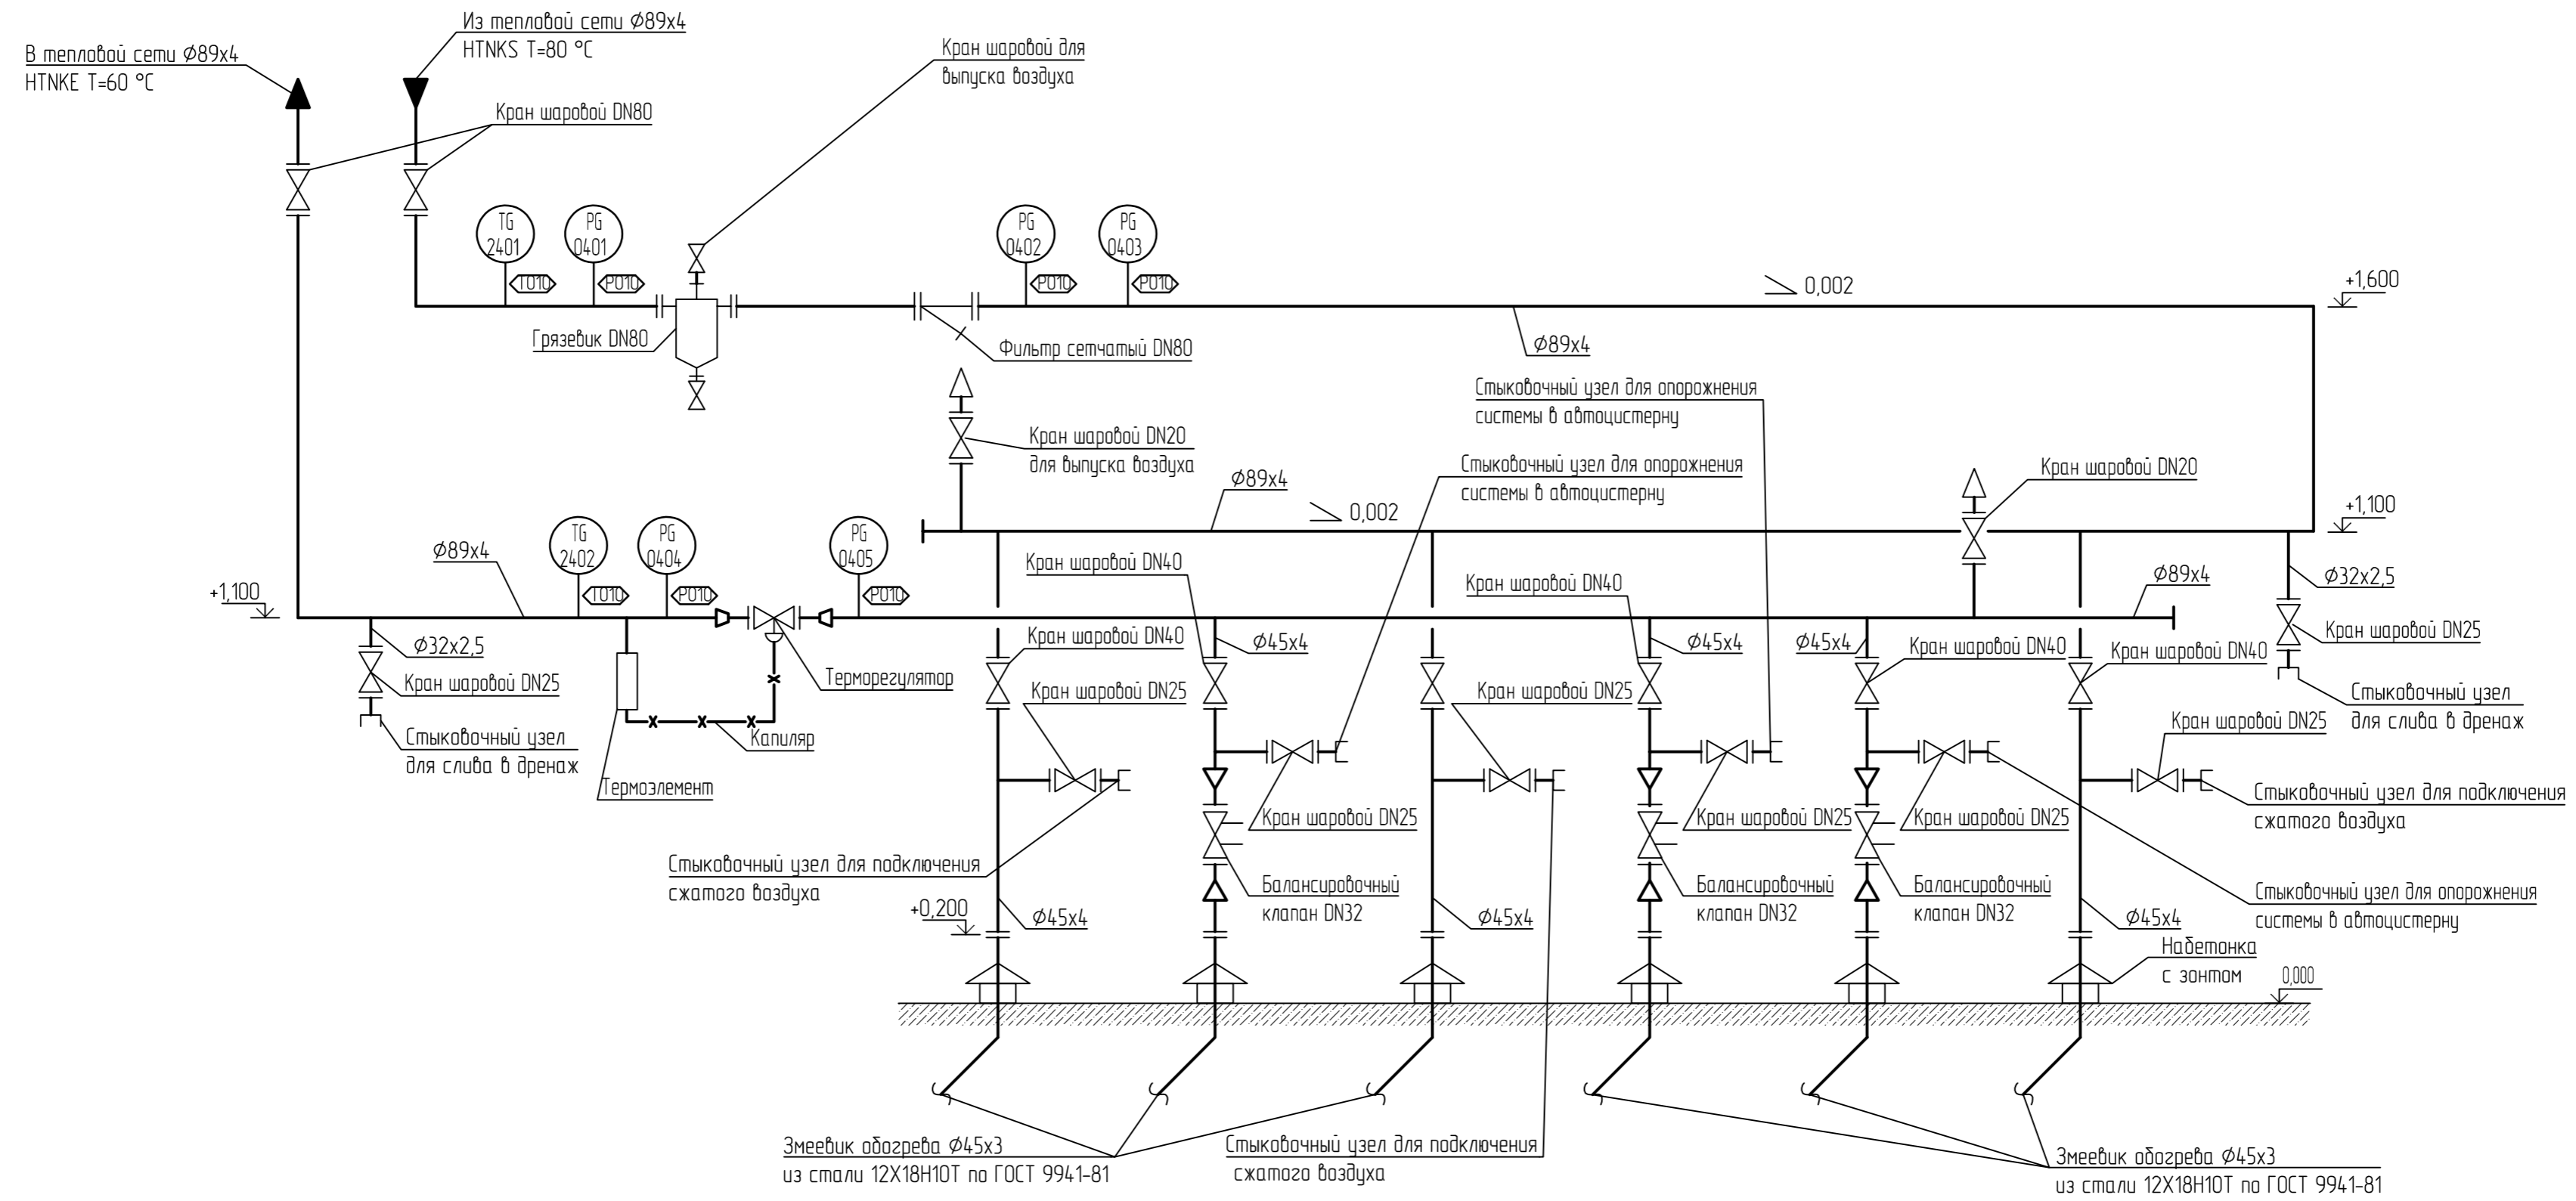 Из тепловой сети Ø89х4
HTNKS T=80 °C
В тепловой сети Ø89х4
HTNKE T=60 °C
Кран шаровой для
выпуска воздуха
Кран шаровой DN80
TG
2401
T010
PG
0401
P010
PG
0402
P010
PG
0403
P010
0,002
+1,600
Грязевик DN80
Фильтр сетчатый DN80
Ø89х4
Стыковочный узел для опорожнения
системы в автоцистерну
Кран шаровой DN20
для выпуска воздуха
Стыковочный узел для опорожнения
системы в автоцистерну
Кран шаровой DN20
Ø89х4
0,002
+1,100
TG
2402
T010
PG
0404
P010
PG
0405
P010
Ø89х4
Кран шаровой DN40
Кран шаровой DN40
Ø89х4
Ø32х2,5
+1,100
Ø32х2,5
Кран шаровой DN25
Стыковочный узел
для слива в дренаж
Терморегулятор
Капиляр
Термоэлемент
Кран шаровой DN40
Ø45х4
Ø45х4
Ø45х4
Кран шаровой DN40
Кран шаровой DN40
Кран шаровой DN25
Кран шаровой DN25
Кран шаровой DN25
Стыковочный узел
для слива в дренаж
Кран шаровой DN25
Кран шаровой DN25
Кран шаровой DN25
Кран шаровой DN25
Стыковочный узел для подключения
сжатого воздуха
Стыковочный узел для подключения
сжатого воздуха
Балансировочный
клапан DN32
Балансировочный
клапан DN32
Балансировочный
клапан DN32
Стыковочный узел для опорожнения
системы в автоцистерну
+0,200
Ø45х4
Ø45х4
Ø45х4
Набетонка
с зонтом
0,000
Змеевик обогрева Ø45х3
из стали 12Х18Н10Т по ГОСТ 9941-81
Стыковочный узел для подключения
сжатого воздуха
Змеевик обогрева Ø45х3
из стали 12Х18Н10Т по ГОСТ 9941-81